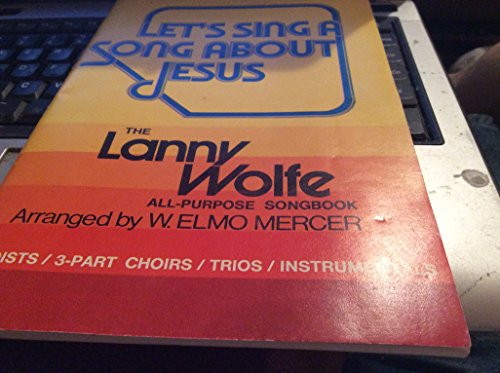 LET'S SING A
SONG ABOUT
JESUS
THE
Lanny
Wolfe
ALL-PURPOSE SONGBOOK
Arranged by W. ELMO MERCER
/ 3-PART CHOIRS / TRIOS /